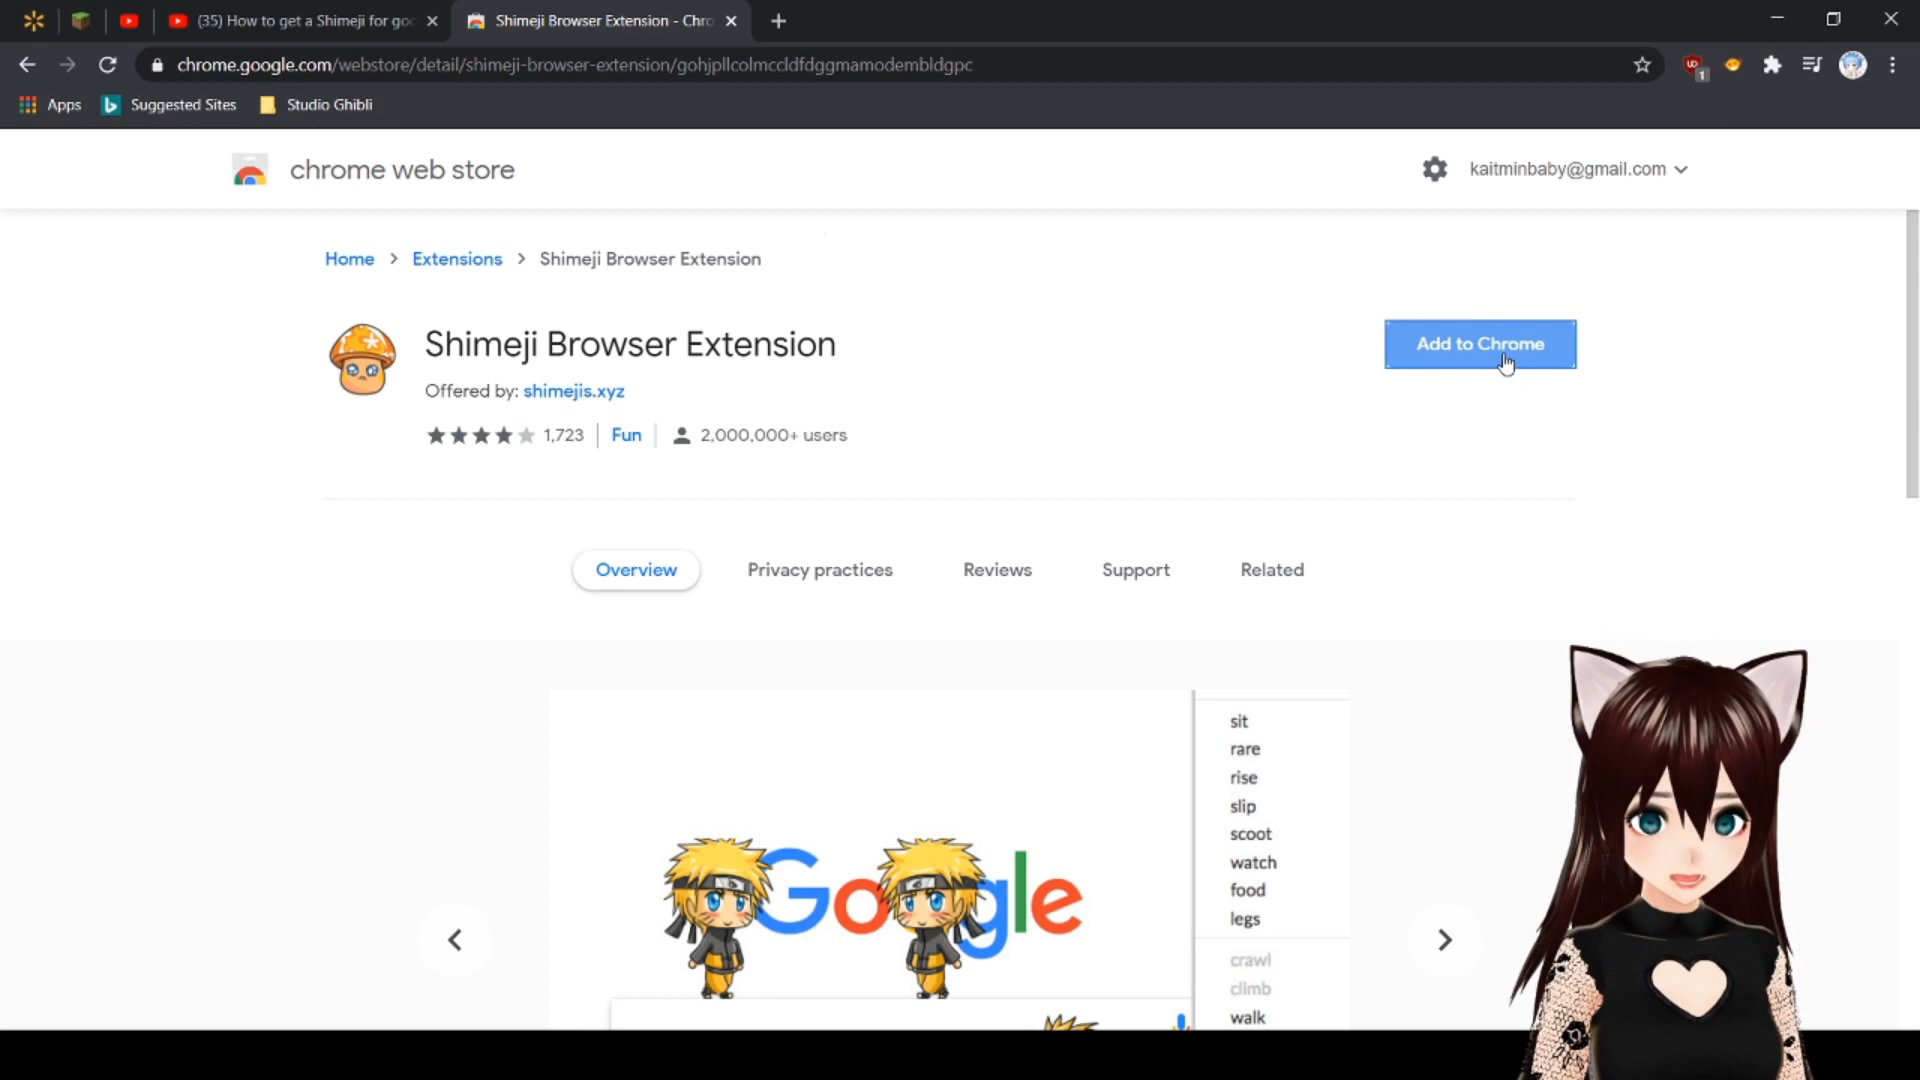 (35) How to get a Shimeji for goo
Shimeji Browser Extension - Chro
chrome.google.com/webstore/detail/shimeji-browser-extension/gohjpllcolmccldfdggmamodembldgpc
UO
1
Apps
Suggested Sites
Studio Ghibli
chrome web store
kaitminbaby@gmail.com
Home > Extensions > Shimeji Browser Extension
Shimeji Browser Extension
Add to Chrome
Offered by: shimejis.xyz
1,723
Fun
2,000,000+ users
Overview
Privacy practices
Reviews
Support
Related
Google
sit
rare
rise
slip
scoot
watch
food
legs
crawl
climb
walk